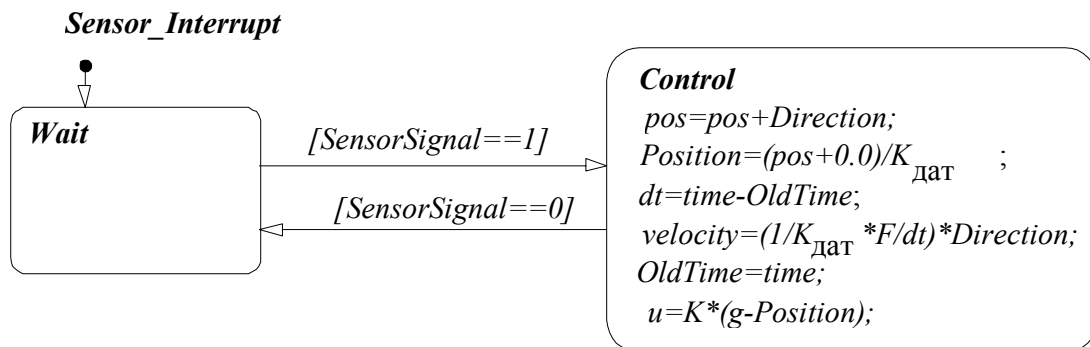 Sensor_Interrupt
Wait
[SensorSignal==1]
[SensorSignal==0]
Control
pos=pos+Direction;
Position=(pos+0.0)/Kдат ;
dt=time-OldTime;
velocity=(1/Kдат *F/dt)*Direction;
OldTime=time;
u=K*(g-Position);